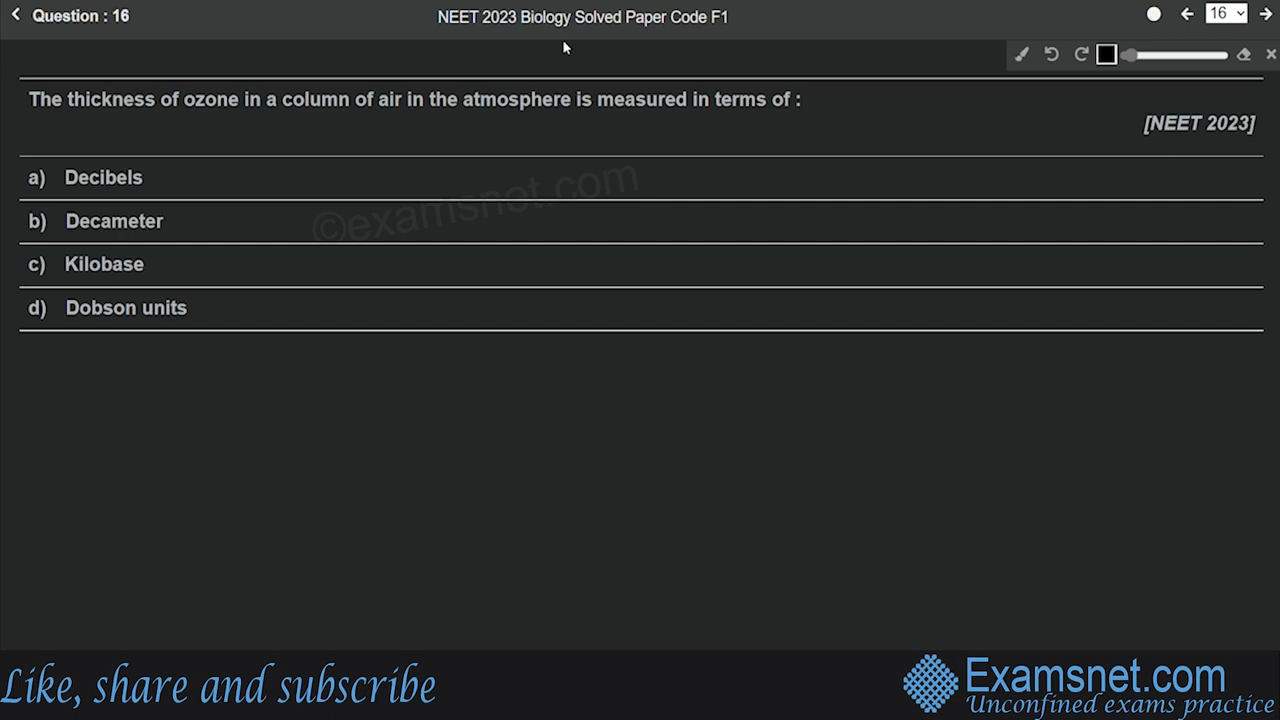 Question : 16
NEET 2023 Biology Solved Paper Code F1
16
The thickness of ozone in a column of air in the atmosphere is measured in terms of :
[NEET 2023]
a) Decibels
©examsnet.com
b) Decameter
c) Kilobase
d) Dobson units
Like, share and subscribe
Examsnet.com
Unconfined exams practice